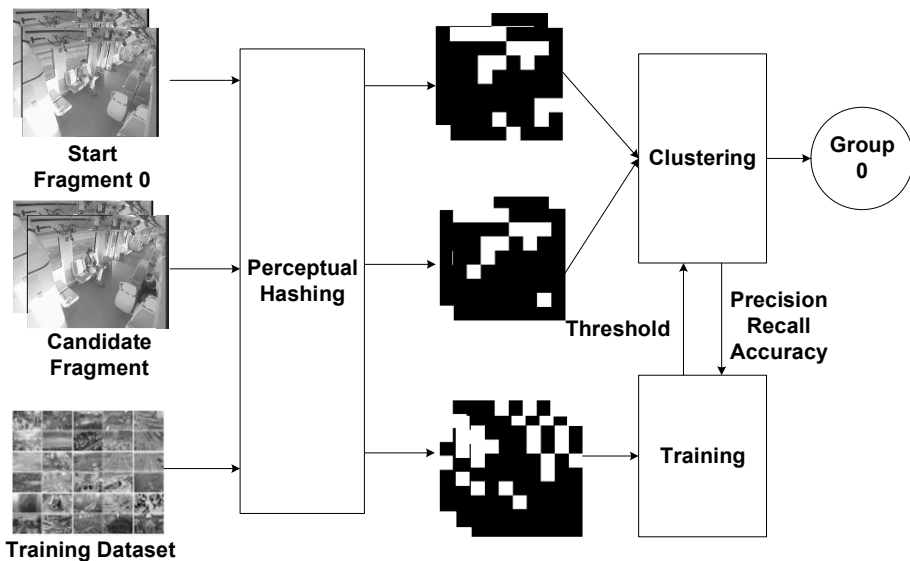 Start
Fragment 0
Candidate
Fragment
Training Dataset
Perceptual
Hashing
Clustering
Group
0
Threshold
Precision
Recall
Accuracy
Training